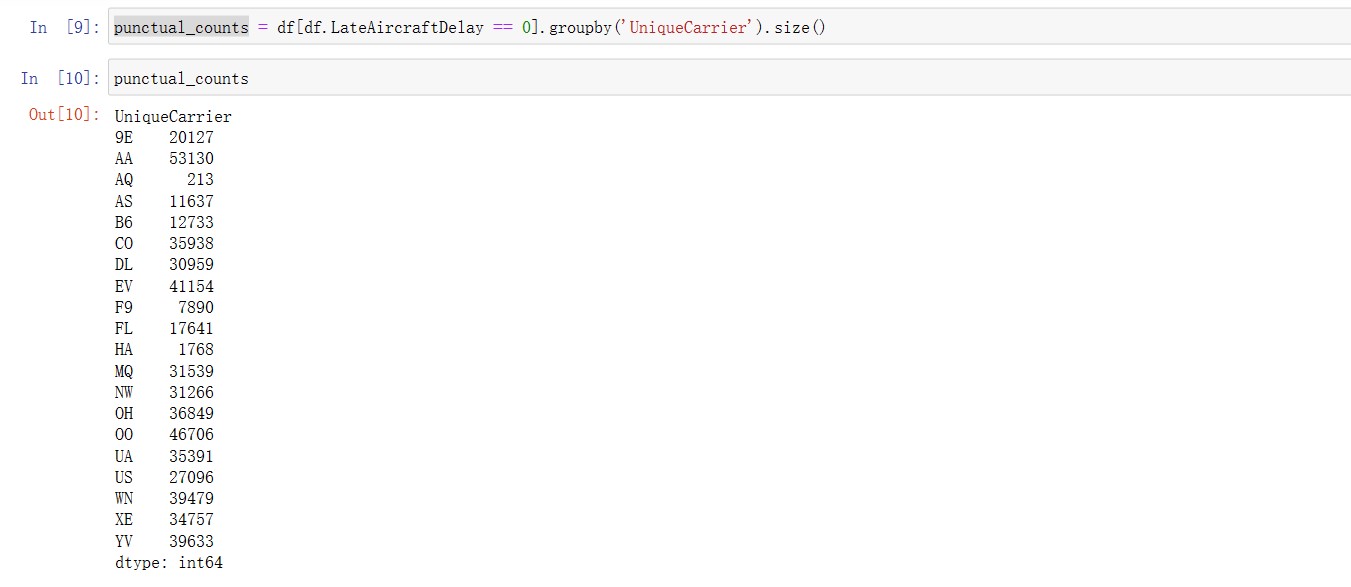 In [9]: punctual_counts = df[df.LateAircraftDelay == 0].groupby('UniqueCarrier').size()
In [10]: punctual_counts
Out[10]: UniqueCarrier
9E 20127
AA 53130
AQ 213
AS 11637
B6 12733
CO 35938
DL 30959
EV 41154
F9 7890
FL 17641
HA 1768
MQ 31539
NW 31266
OH 36849
OO 46706
UA 35391
US 27096
WN 39479
XE 34757
YV 39633
dtype: int64